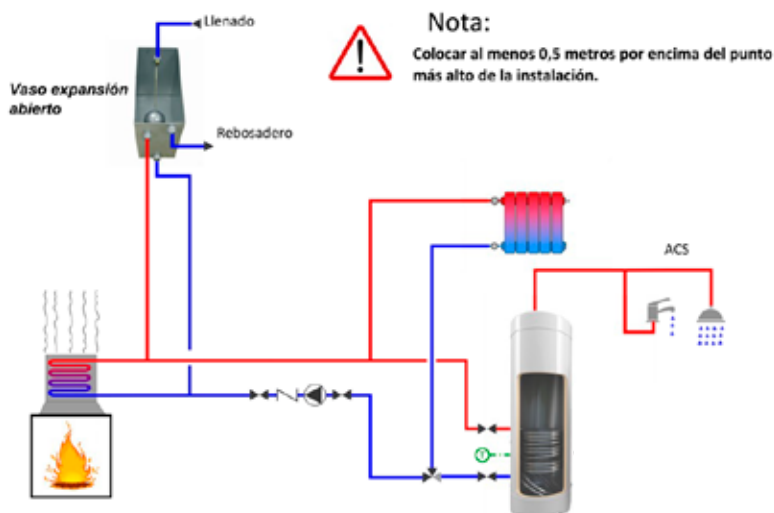 Llenado
Nota:
Colocar al menos 0,5 metros por encima del punto
más alto de la instalación.
Vaso expansión
abierto
Rebosadero
ACS
T